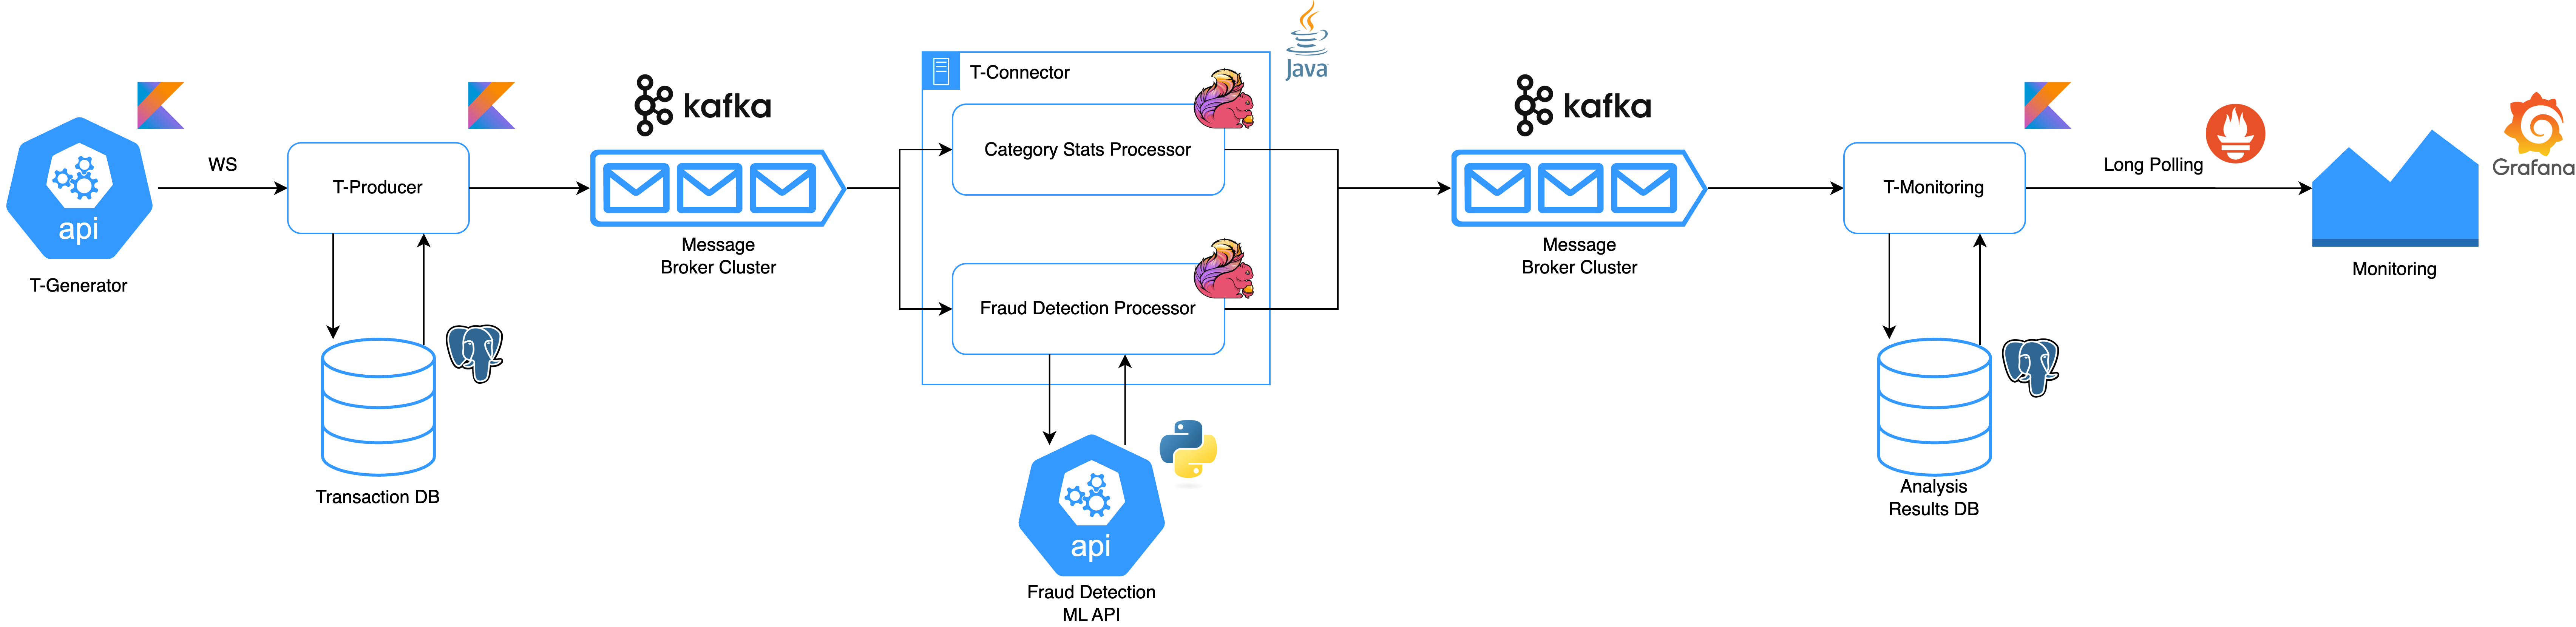 api
T-Generator
WS
T-Producer
Transaction DB
kafka
Message
Broker Cluster
T-Connector
Java
Category Stats Processor
Fraud Detection Processor
api
Fraud Detection
ML API
kafka
Message
Broker Cluster
T-Monitoring
Analysis
Results DB
Long Polling
Monitoring
Grafana